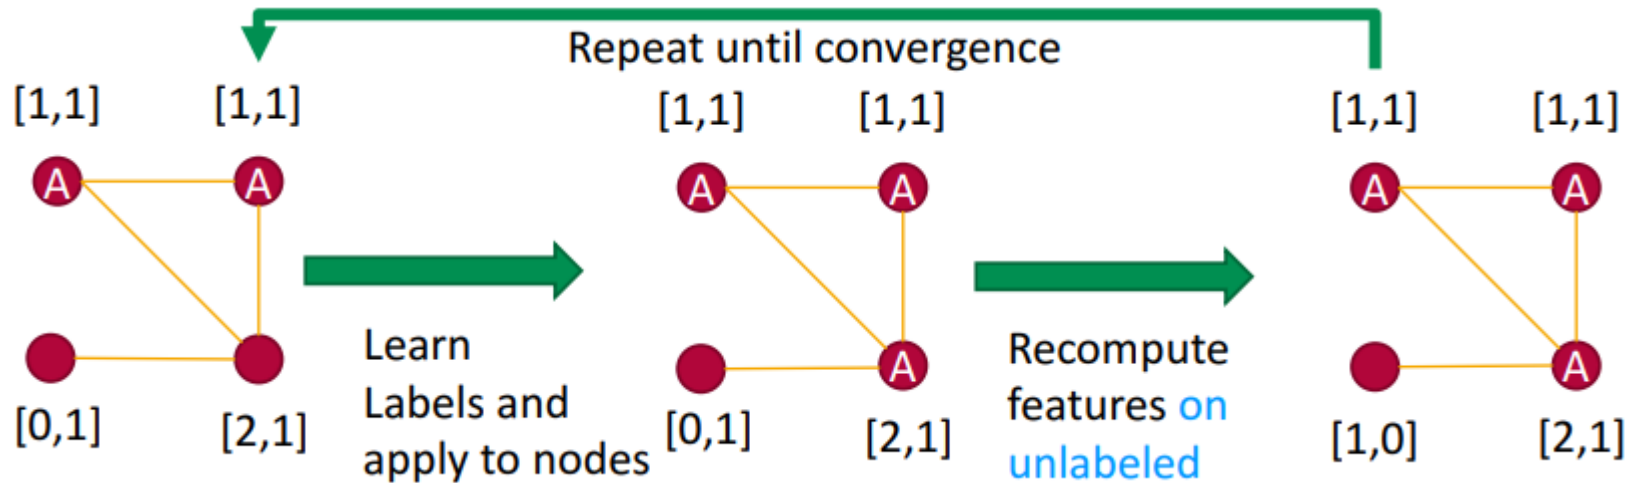 Repeat until convergence
[1,1] [1,1]
A A
[0,1] [2,1]
Learn
Labels and
apply to nodes
[1,1] [1,1]
A A
A
[0,1] [2,1]
Recompute
features on
unlabeled
[1,1] [1,1]
A A
A
[1,0] [2,1]